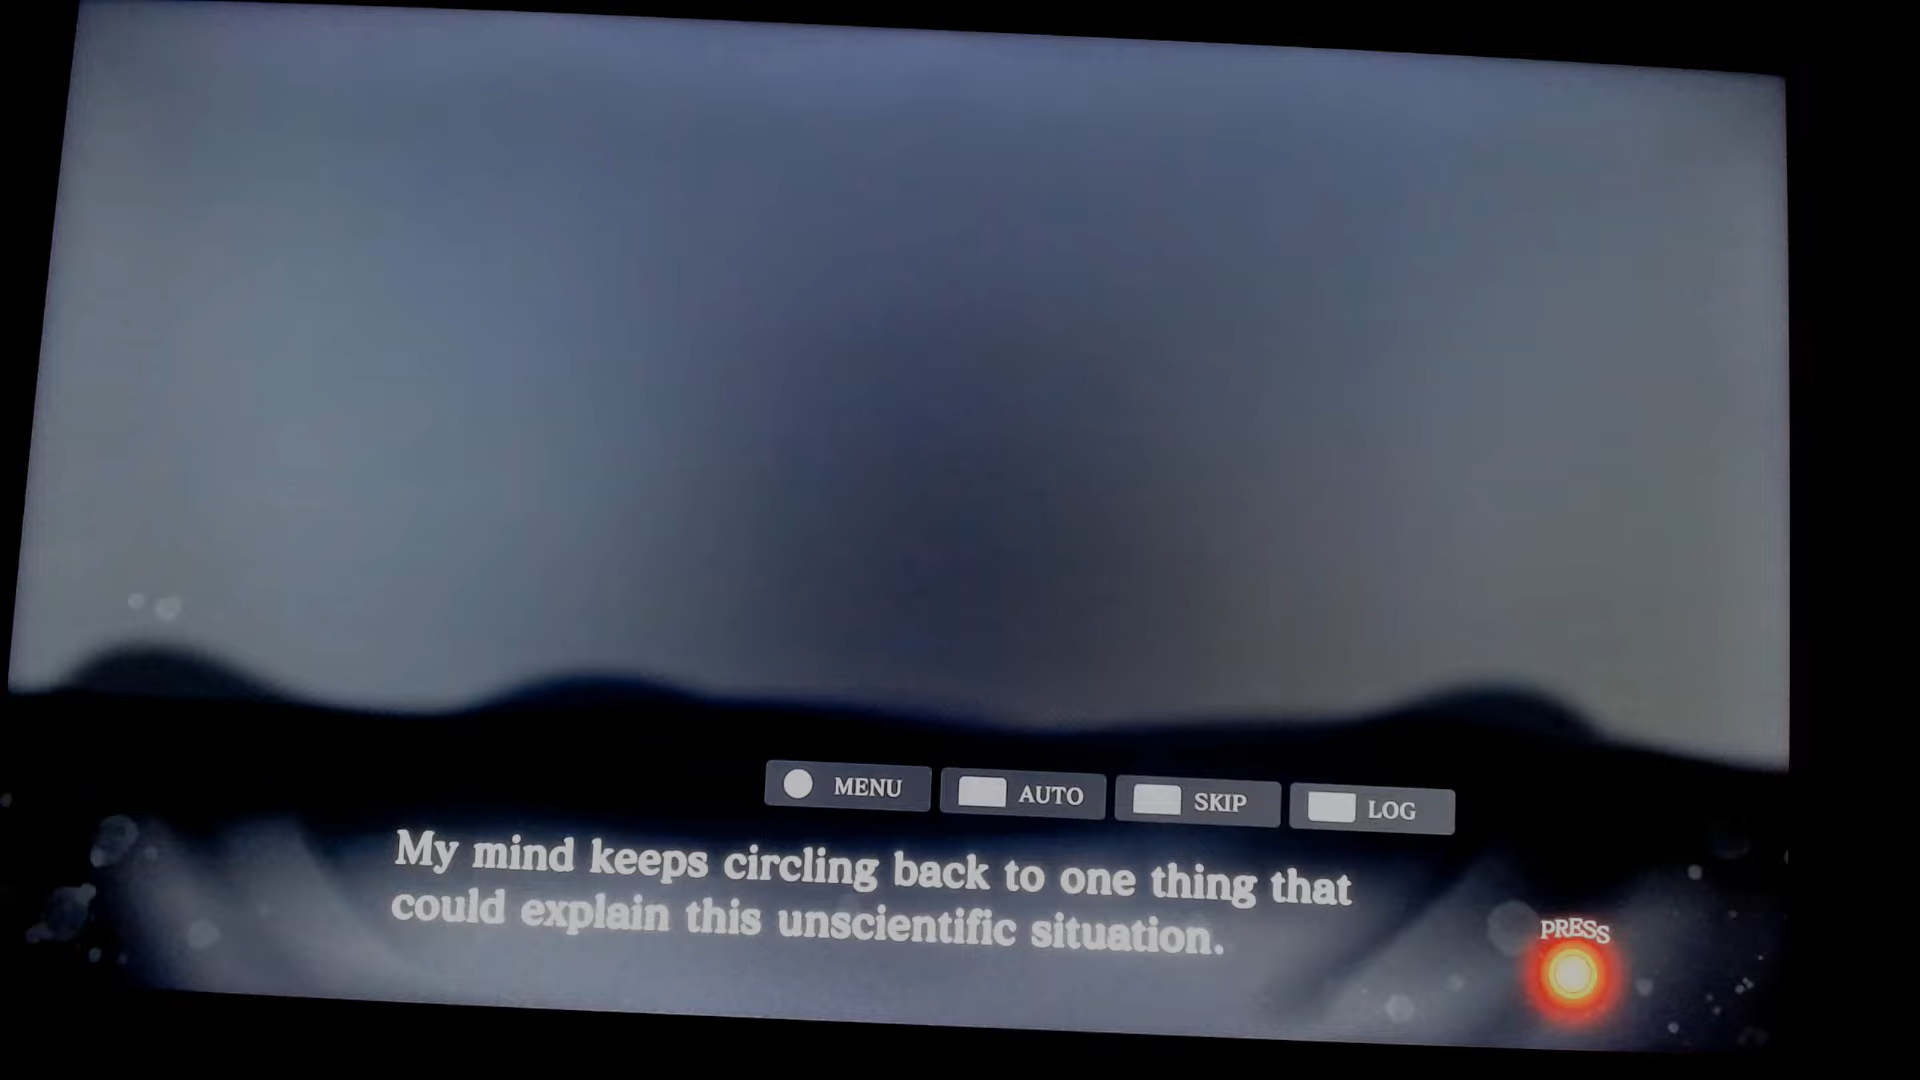 MENU AUTO SKIP LOG
My mind keeps circling back to one thing that
could explain this unscientific situation.
PRESS